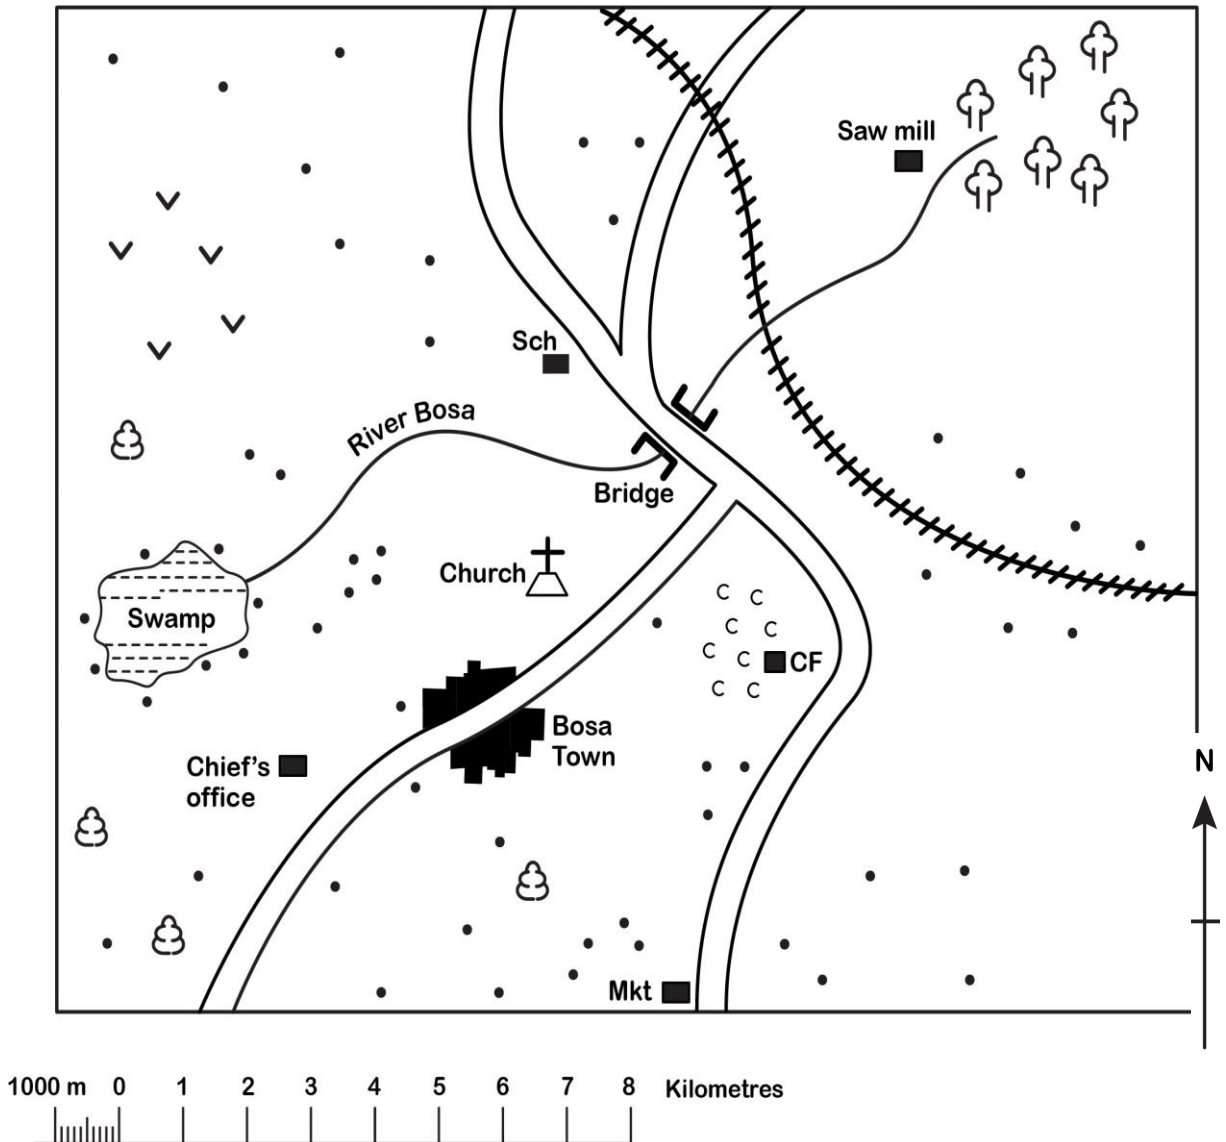 Saw mill
Sch
River Bosa
Bridge
Church
Swamp
CF
Bosa
Town
Chief's
office
N
Mkt
1000 m 0 1 2 3 4 5 6 7 8 Kilometres